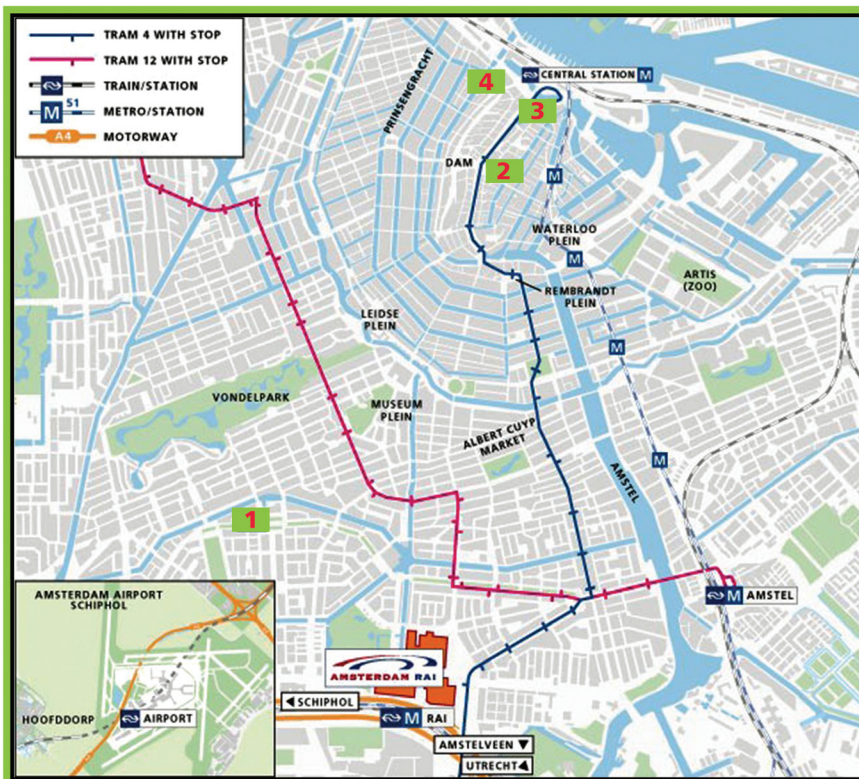 TRAM 4 WITH STOP
TRAM 12 WITH STOP
TRAIN/STATION
M 51 METRO/STATION
A4 MOTORWAY
PRINSENGRACHT
4
CENTRAL STATION M
3
DAM
2
M
WATERLOO
PLEIN
M
ARTIS
(ZOO)
REMBRANDT
PLEIN
LEIDSE
PLEIN
M
VONDELPARK
MUSEUM
PLEIN
ALBERT CUYP
MARKET
M
AMSTEL
1
AMSTERDAM AIRPORT
SCHIPHOL
M AMSTEL
AMSTERDAM RAI
SCHIPHOL
HOOFDDORP
AIRPORT
M RAI
AMSTELVEEN
UTRECHT